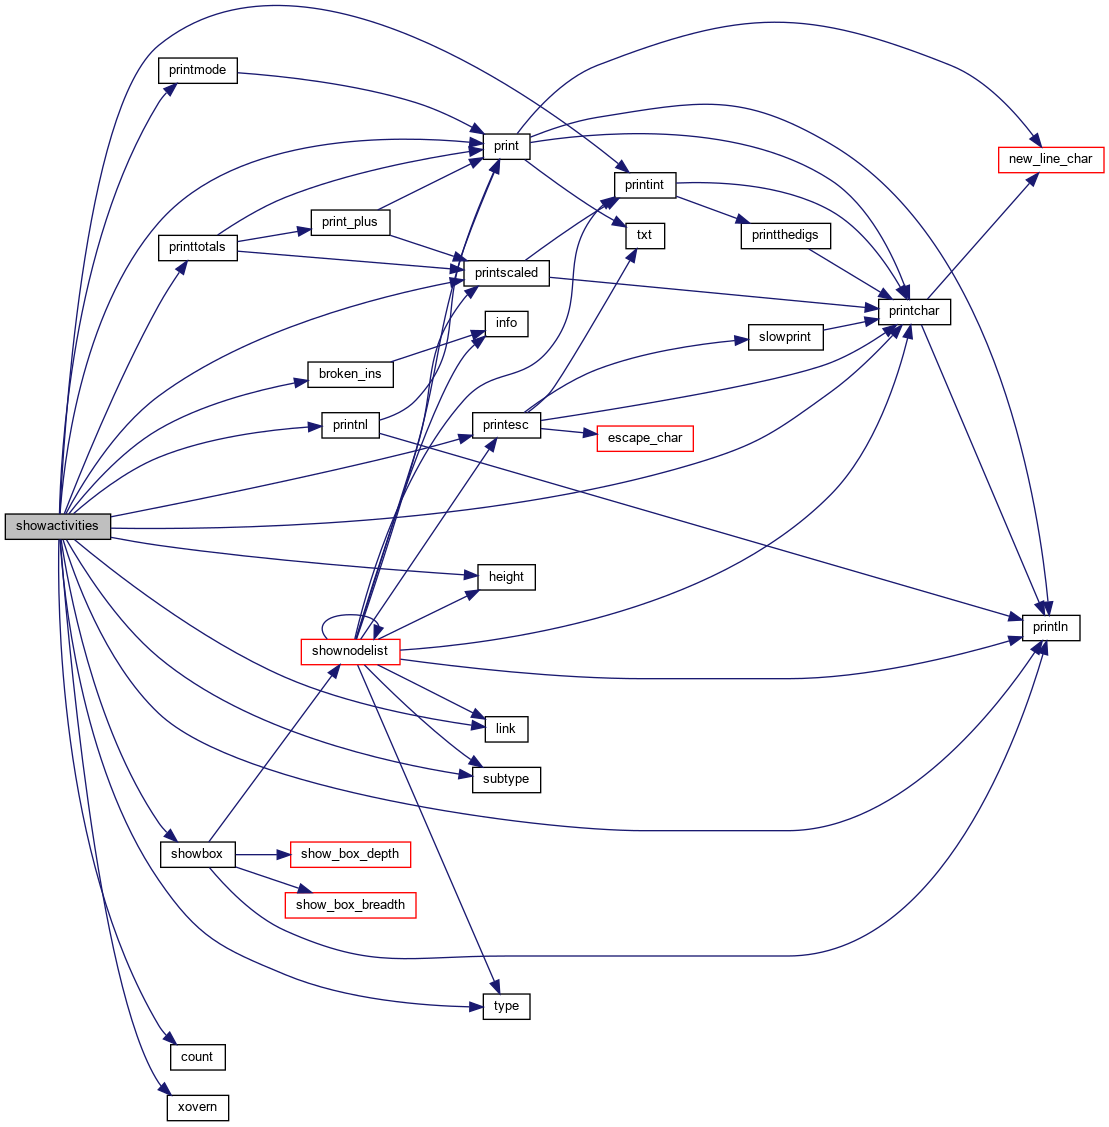 printmode
print
new_line_char
printint
print_plus
txt
printthedigs
printtotals
printscaled
printchar
info
slowprint
broken_ins
printnl
printesc
escape_char
showactivities
height
println
shownodelist
link
subtype
showbox
show_box_depth
show_box_breadth
type
count
xovern